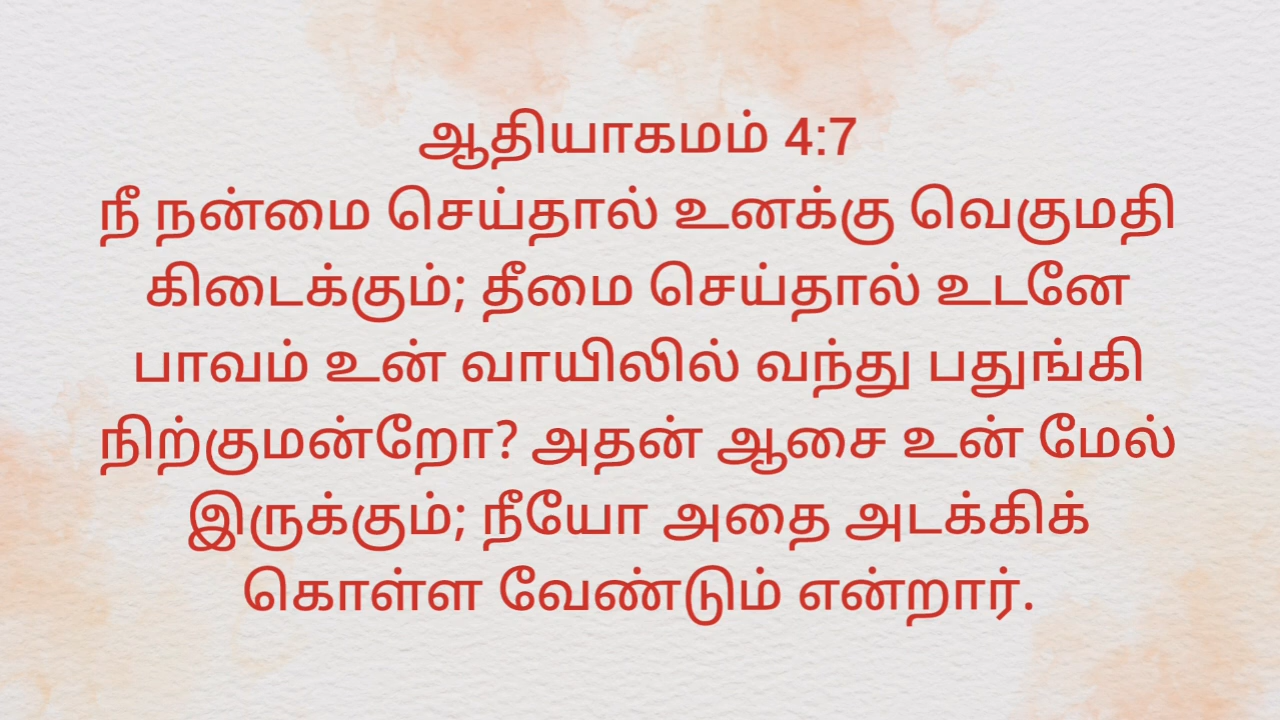 ஆதியாகமம் 4:7
நீ நன்மை செய்தால் உனக்கு வெகுமதி
கிடைக்கும்; தீமை செய்தால் உடனே
பாவம் உன் வாயிலில் வந்து பதுங்கி
நிற்குமன்றோ? அதன் ஆசை உன் மேல்
இருக்கும்; நீயோ அதை அடக்கிக்
கொள்ள வேண்டும் என்றார்.